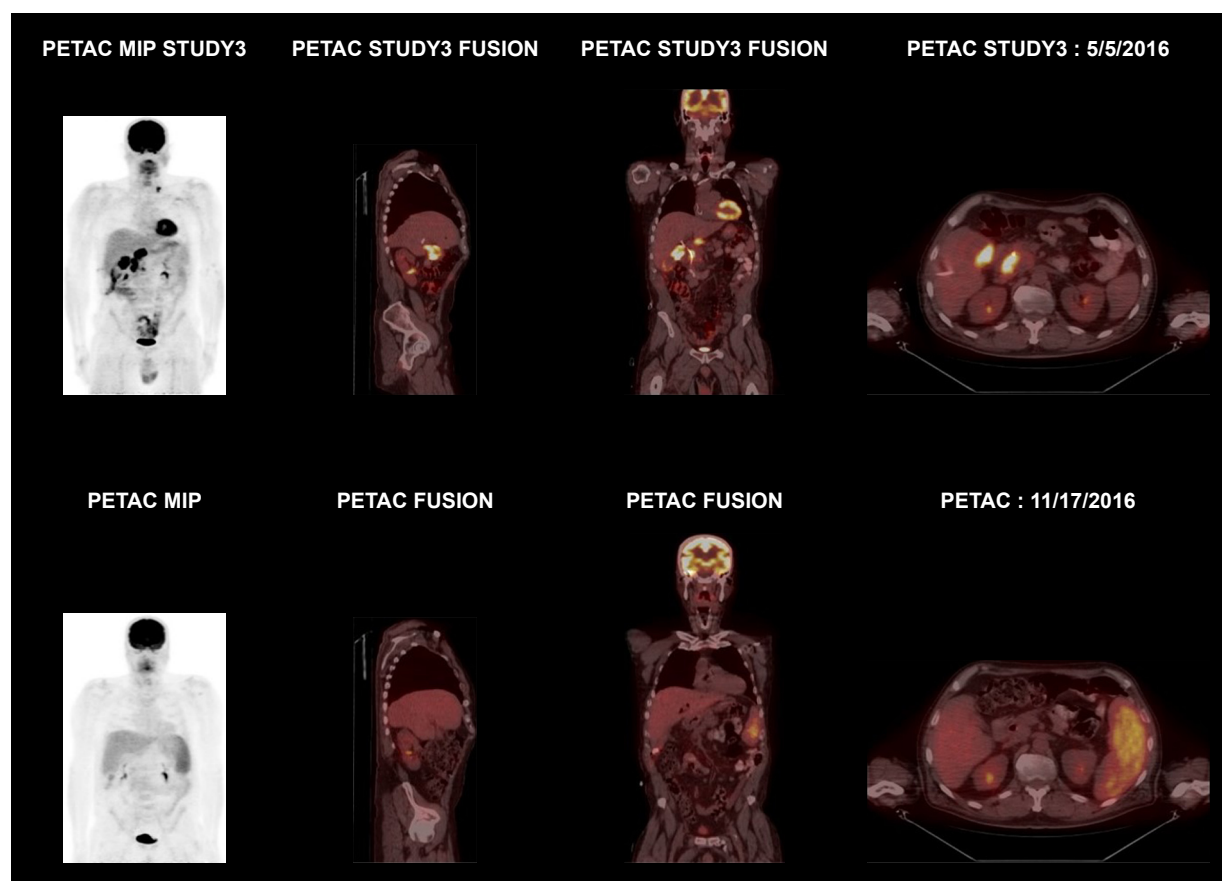 PETAC MIP STUDY3
PETAC STUDY3 FUSION
PETAC STUDY3 FUSION
PETAC STUDY3 : 5/5/2016
PETAC MIP
PETAC FUSION
PETAC FUSION
PETAC : 11/17/2016